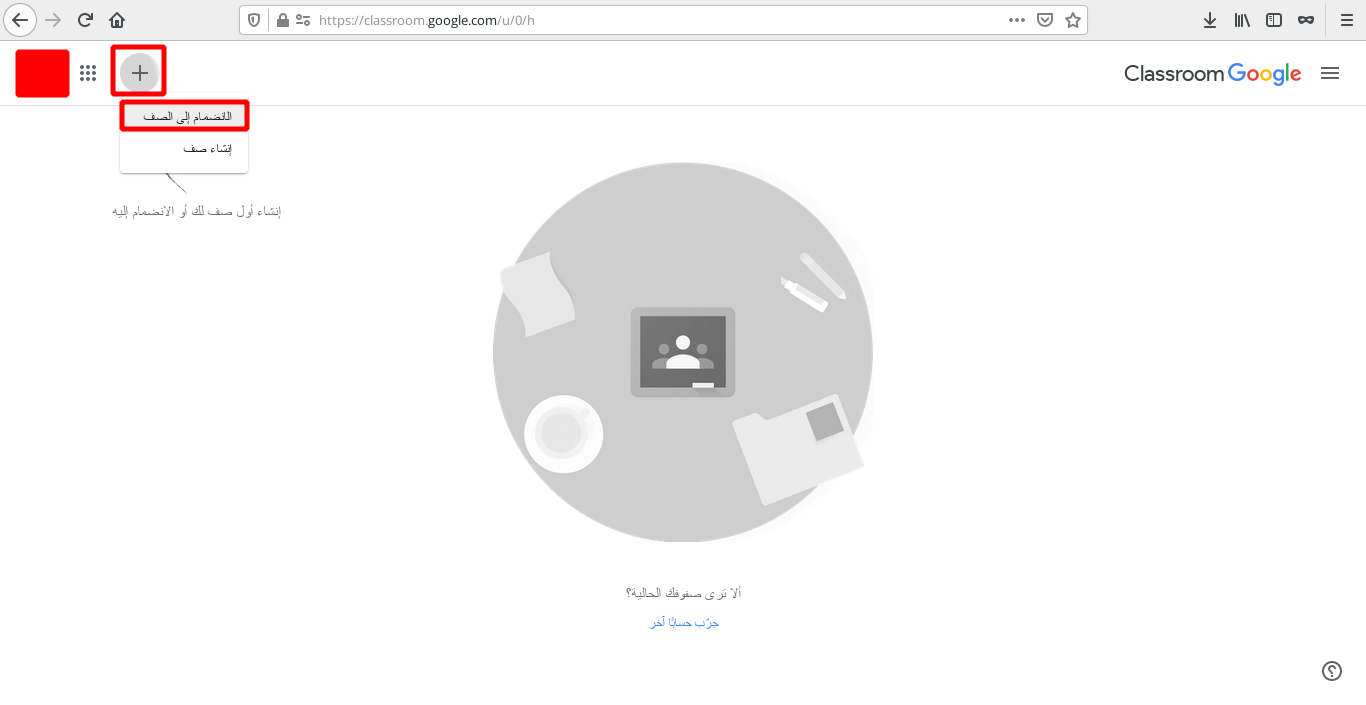 https://classroom.google.com/u/0/h
Classroom Google
الانضمام إلى الصف
إنشاء صف
إنشاء أول صف لك أو الانضمام إليه
ألا ترى صفوفك الحالية؟
جرّب حسابًا آخر